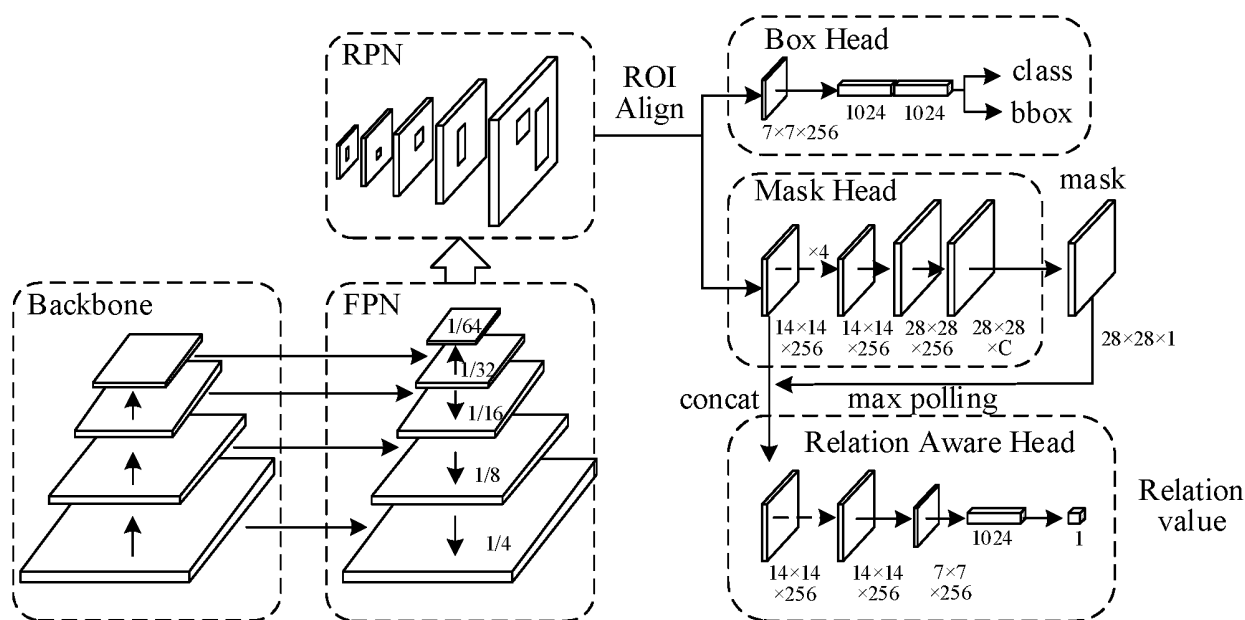 RPN
ROI
Align
Box Head
class
bbox
1024
1024
7×7×256
Mask Head
mask
×4
14×14
×256
14×14
×256
28×28
×256
28×28
×C
28×28×1
concat
max polling
Backbone
FPN
1/64
1/32
1/16
1/8
1/4
Relation Aware Head
Relation
value
1024
1
14×14
×256
14×14
×256
7×7
×256